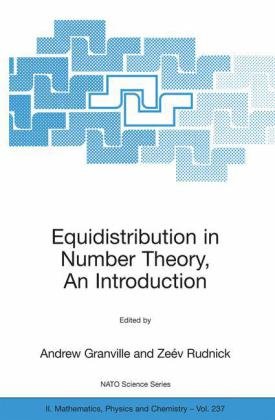 Equidistribution in
Number Theory,
An Introduction
Edited by
Andrew Granville and Zeév Rudnick
NATO Science Series
II. Mathematics, Physics and Chemistry – Vol. 237